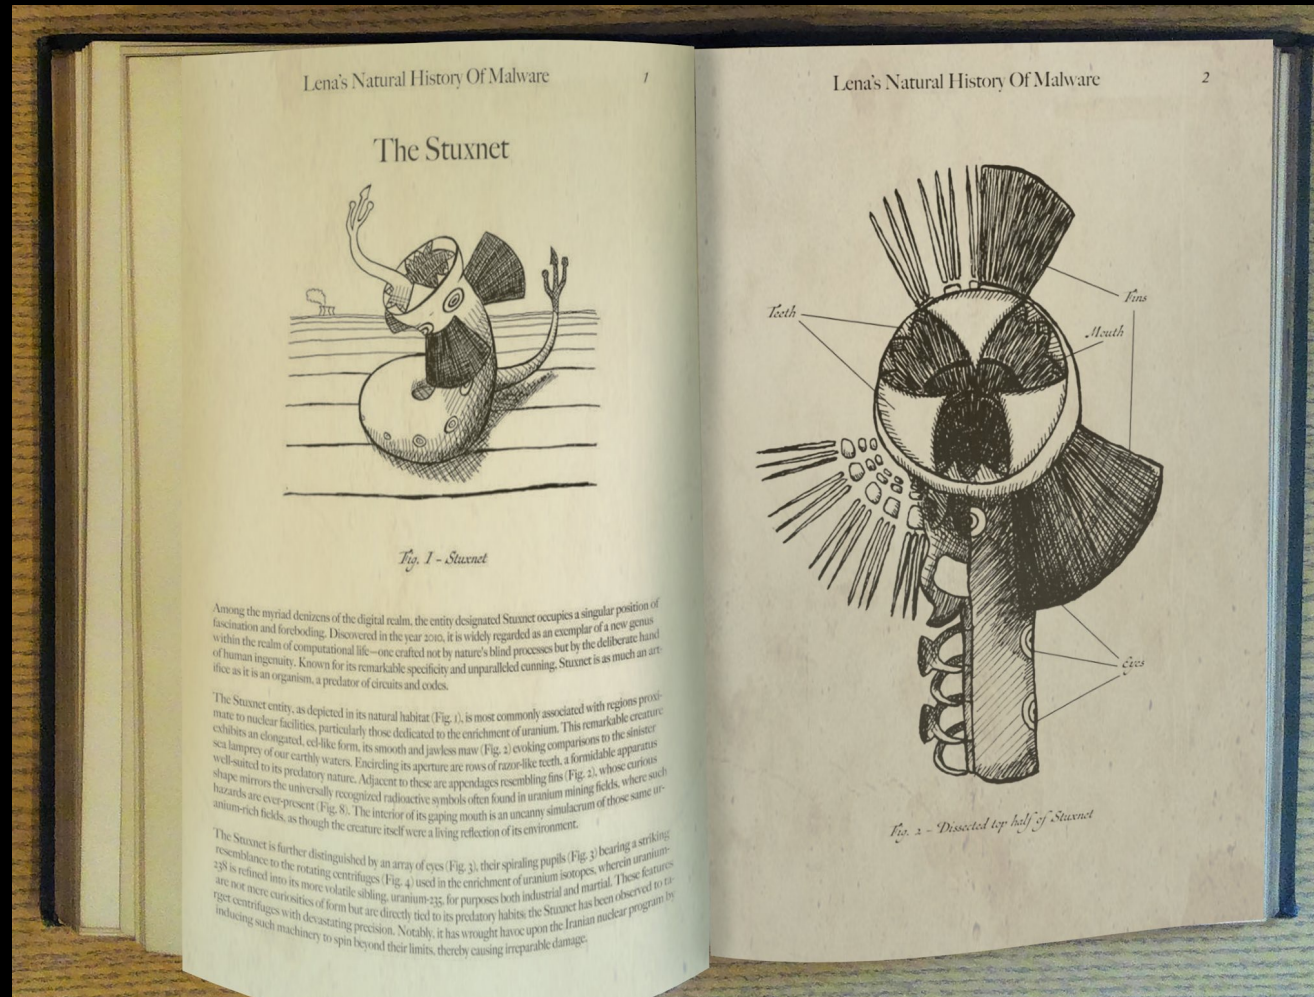 Lena's Natural History Of Malware 1
The Stuxnet
Fig. 1 - Stuxnet
Among the myriad denizens of the digital realm, the entity designated Stuxnet occupies a singular position of
fascination and foreboding. Discovered in the year 2010, it is widely regarded as an exemplar of a new genus
within the realm of computational life—one crafted not by nature's blind processes but by the deliberate hand
of human ingenuity. Known for its remarkable specificity and unparalleled cunning, Stuxnet is as much an art-
ifice as it is an organism, a predator of circuits and codes.
The Stuxnet entity, as depicted in its natural habitat (Fig. 1), is most commonly associated with regions proxi-
mate to nuclear facilities, particularly those dedicated to the enrichment of uranium. This remarkable creature
exhibits an elongated, eel-like form, its smooth and jawless maw (Fig. 2) evoking comparisons to the sinister
sea lamprey of our earthly waters. Encircling its aperture are rows of razor-like teeth, a formidable apparatus
well-suited to its predatory nature. Adjacent to these are appendages resembling fins (Fig. 2), whose curious
shape mirrors the universally recognized radioactive symbols often found in uranium mining fields, where such
hazards are ever-present (Fig. 8). The interior of its gaping mouth is an uncanny simulacrum of those same ur-
anium-rich fields, as though the creature itself were a living reflection of its environment.
The Stuxnet is further distinguished by an array of eyes (Fig. 3), their spiraling pupils (Fig. 3) bearing a striking
resemblance to the rotating centrifuges (Fig. 4) used in the enrichment of uranium isotopes, wherein uranium-
238 is refined into its more volatile sibling, uranium-235, for purposes both industrial and martial. These features
are not mere curiosities of form but are directly tied to its predatory habits; the Stuxnet has been observed to ta-
rget centrifuges with devastating precision. Notably, it has wrought havoc upon the Iranian nuclear program by
inducing such machinery to spin beyond their limits, thereby causing irreparable damage.
Lena's Natural History Of Malware 2
Fins
Teeth
Mouth
Eyes
Fig. 2 - Dissected top half of Stuxnet